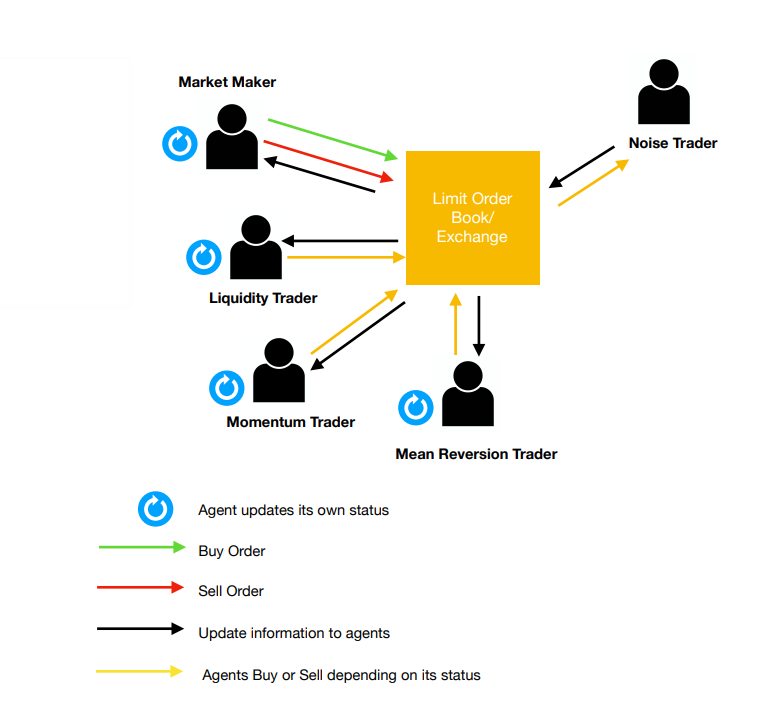 Market Maker
Noise Trader
Limit Order
Book/
Exchange
Liquidity Trader
Momentum Trader
Mean Reversion Trader
Agent updates its own status
Buy Order
Sell Order
Update information to agents
Agents Buy or Sell depending on its status